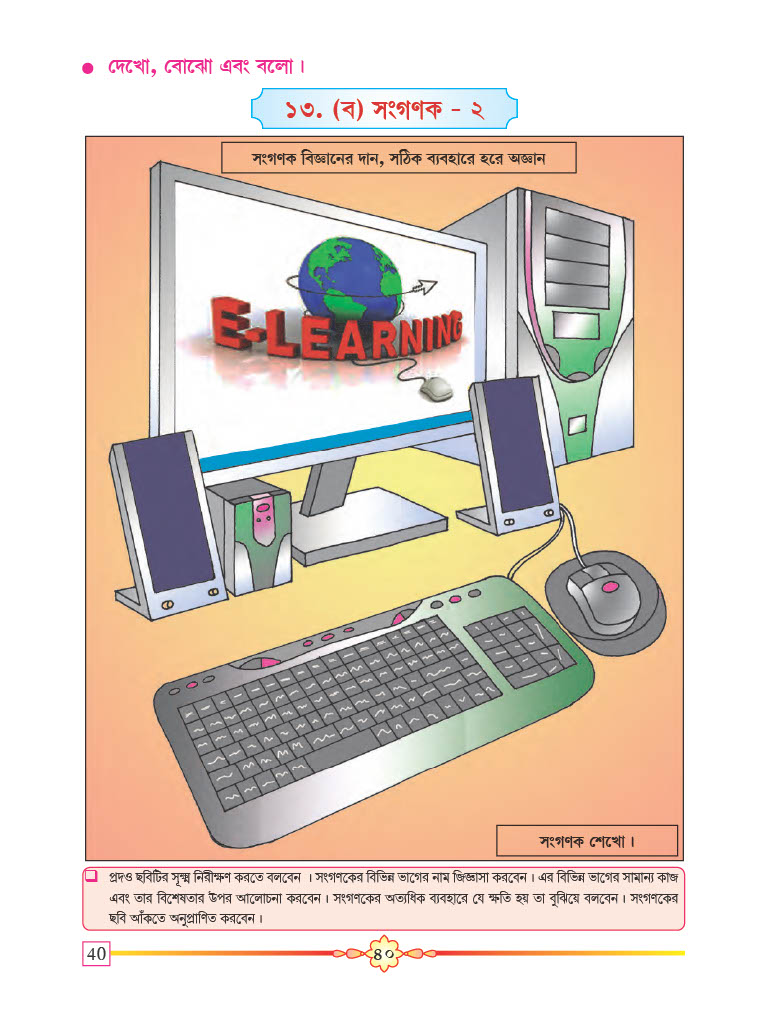 ● দেখো, বোঝো এবং বলো ।
১৩. (ব) সংগণক - ২
সংগণক বিজ্ঞানের দান, সঠিক ব্যবহারে হরে অজ্ঞান
E-LEARNING
সংগণক শেখো ।
❑ প্রদও ছবিটির সূক্ষ্ম নিরীক্ষণ করতে বলবেন । সংগণকের বিভিন্ন ভাগের নাম জিজ্ঞাসা করবেন । এর বিভিন্ন ভাগের সামান্য কাজ
এবং তার বিশেষতার উপর আলোচনা করবেন । সংগণকের অত্যধিক ব্যবহারে যে ক্ষতি হয় তা বুঝিয়ে বলবেন । সংগণকের
ছবি আঁকতে অনুপ্রাণিত করবেন ।
40
৪০